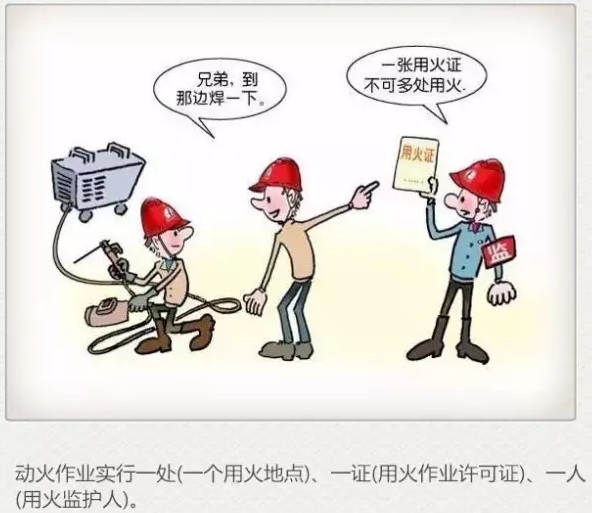 兄弟，到
那边焊一下。
一张用火证
不可多处用火.
用火证
监
动火作业实行一处(一个用火地点)、一证(用火作业许可证)、一人
(用火监护人)。